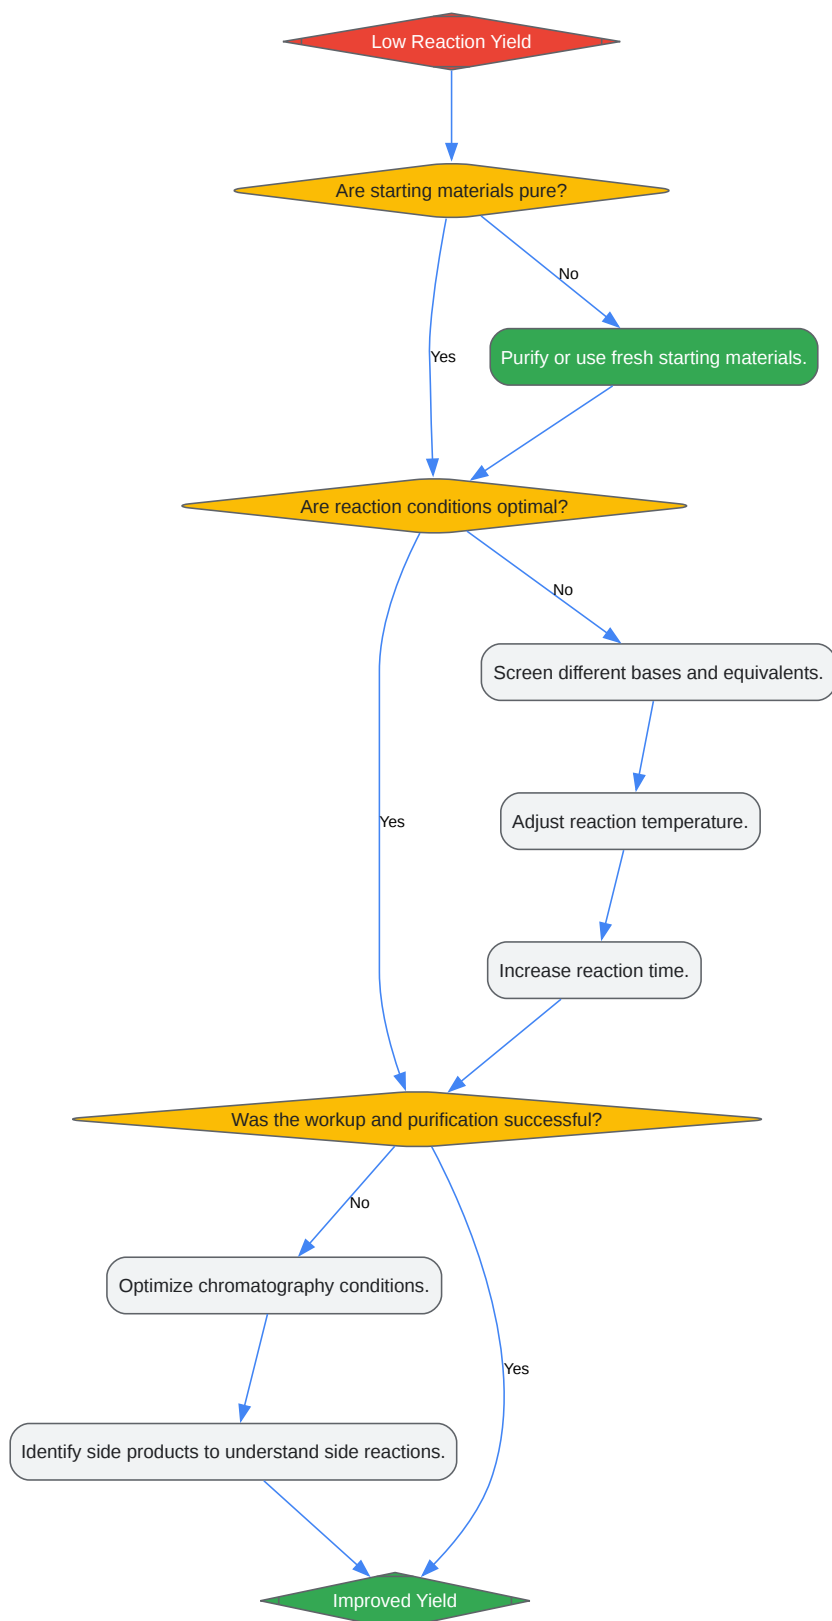 Low Reaction Yield
Are starting materials pure?
No
Yes
Purify or use fresh starting materials.
Are reaction conditions optimal?
No
Screen different bases and equivalents.
Yes
Adjust reaction temperature.
Increase reaction time.
Was the workup and purification successful?
No
Optimize chromatography conditions.
Yes
Identify side products to understand side reactions.
Improved Yield